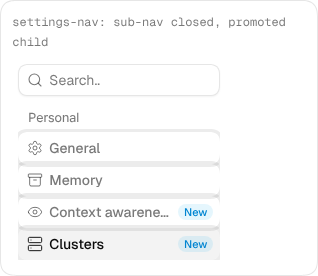 settings-nav: sub-nav closed, promoted
child
Search..
Personal
General
Memory
Context awarene... New
Clusters New